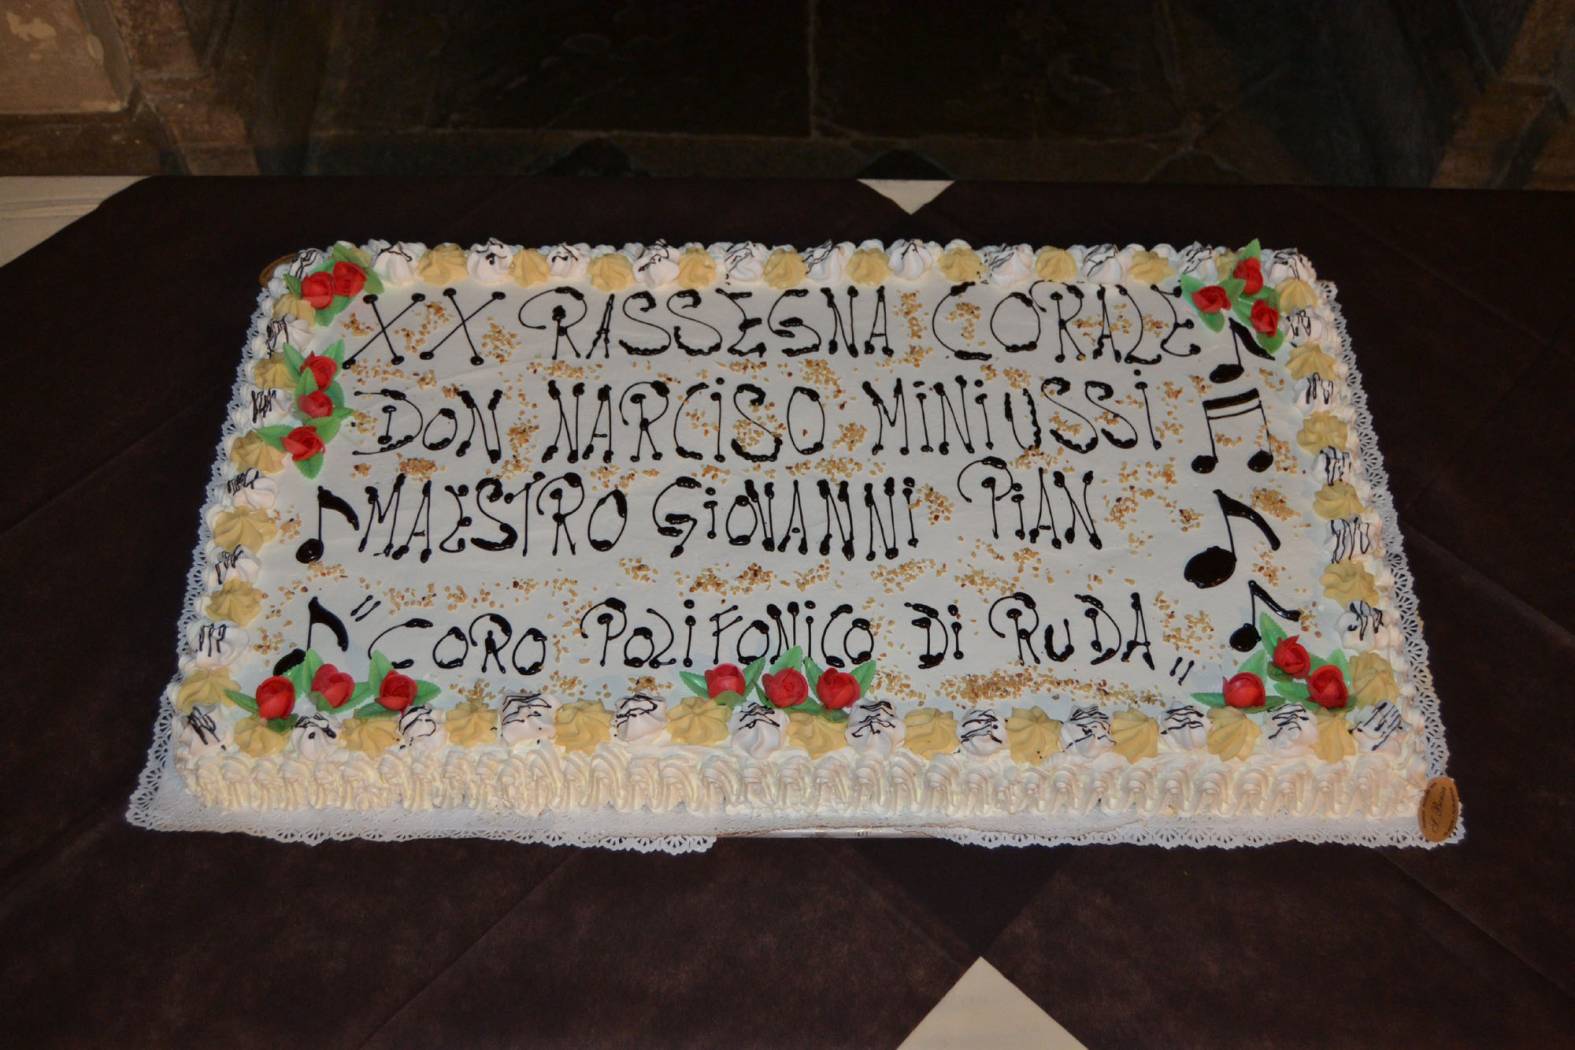 XX RASSEGNA CORALE
DON NARCISO MINIUSSI
MAESTRO GIOVANNI PIAN
"CORO POLIFONICO DI RUDA"